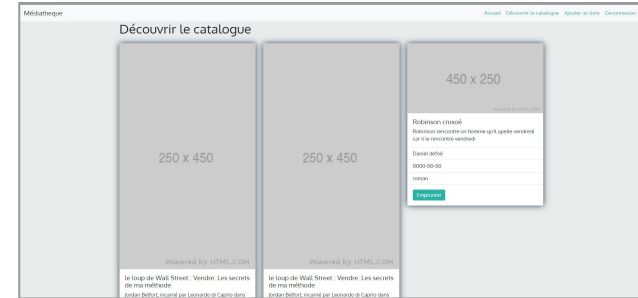 Médiatheque
Accueil Découvrir le catalogue Ajouter un livre Deconnexion
Découvrir le catalogue
250 x 450
Powered by HTML.COM
le loup de Wall Street : Vendre: Les secrets
de ma méthode
Jordan Belfort, incarné par Leonardo di Caprio dans
250 x 450
Powered by HTML.COM
le loup de Wall Street : Vendre: Les secrets
de ma méthode
Jordan Belfort, incarné par Leonardo di Caprio dans
450 x 250
Powered by HTML.COM
Robinson crusoé
Robinson rencontre un homme qu'il apelle vendredi
car il le rencontre vendredi
Daniel defoé
0000-00-00
roman
Emprunter